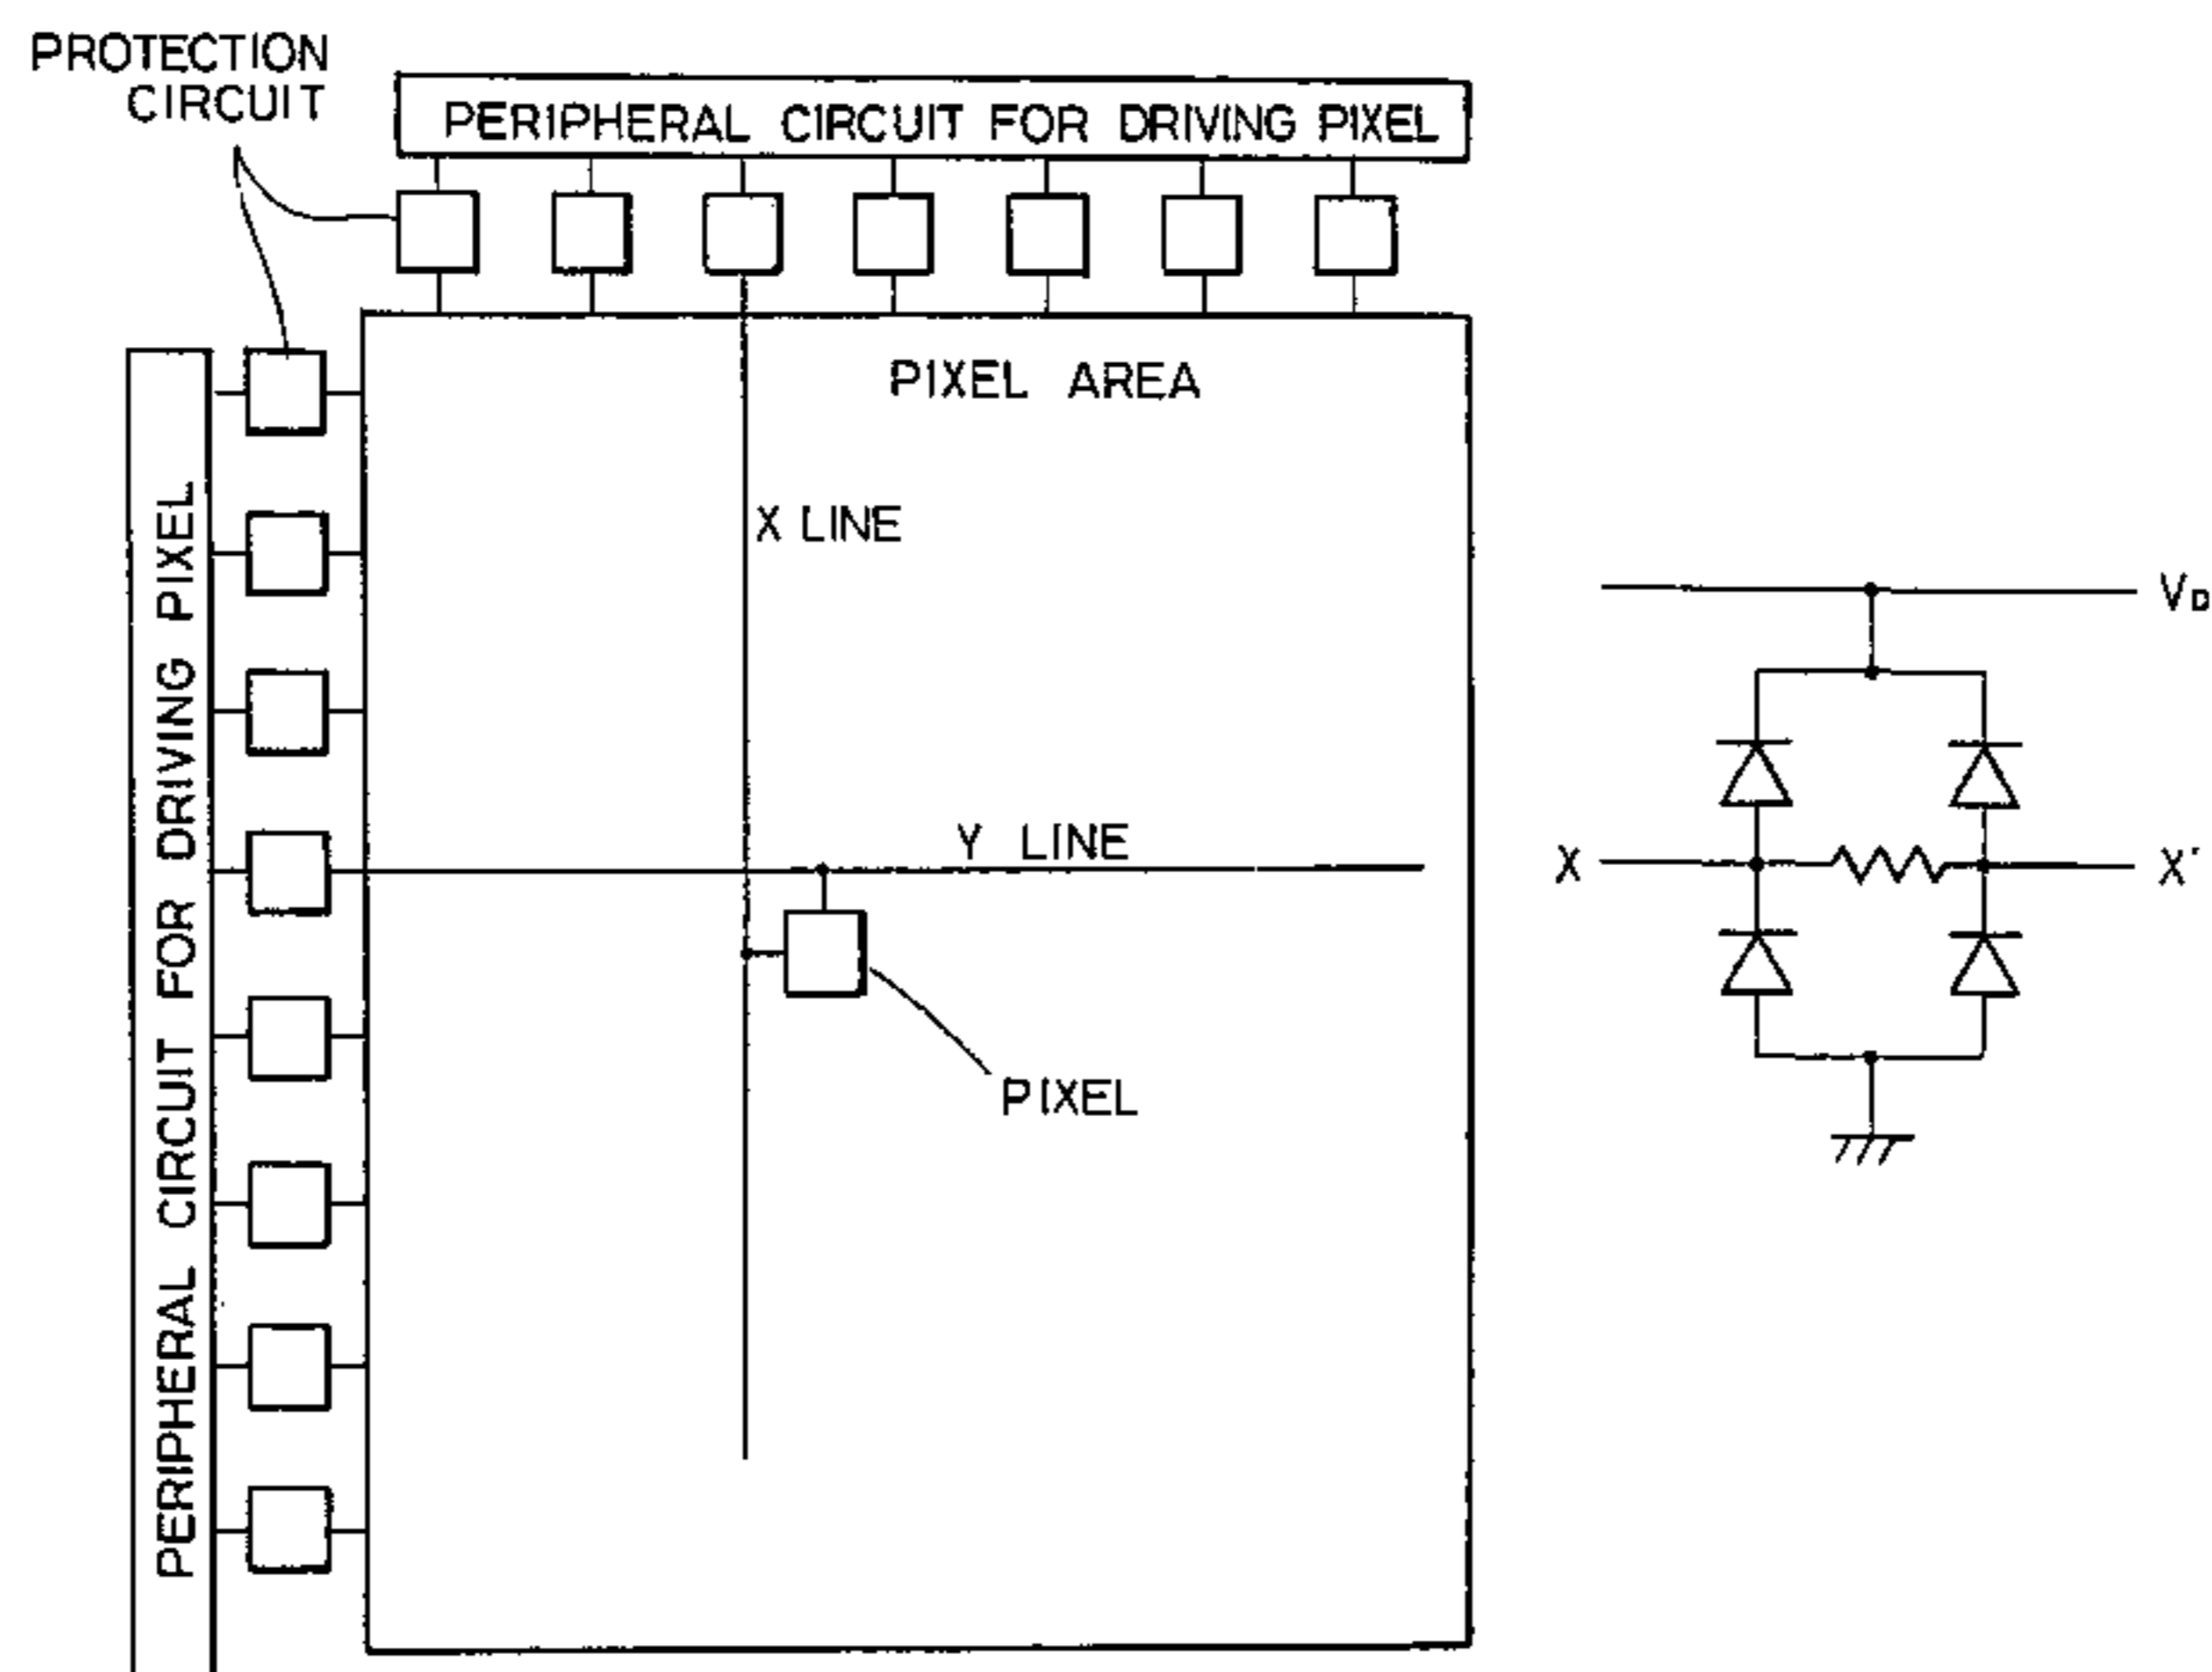 PROTECTION
CIRCUIT
PERIPHERAL CIRCUIT FOR DRIVING PIXEL
PIXEL AREA
X LINE
Y LINE
PIXEL
PERIPHERAL CIRCUIT FOR DRIVING PIXEL
VD
X
X'